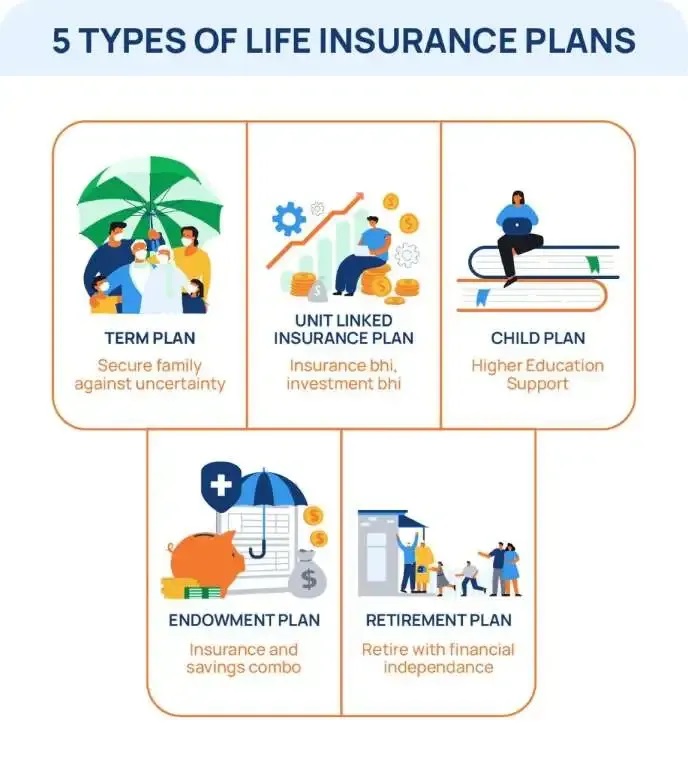 5 TYPES OF LIFE INSURANCE PLANS
TERM PLAN
Secure family
against uncertainty
UNIT LINKED
INSURANCE PLAN
Insurance bhi,
investment bhi
CHILD PLAN
Higher Education
Support
ENDOWMENT PLAN
Insurance and
savings combo
RETIREMENT PLAN
Retire with financial
independance